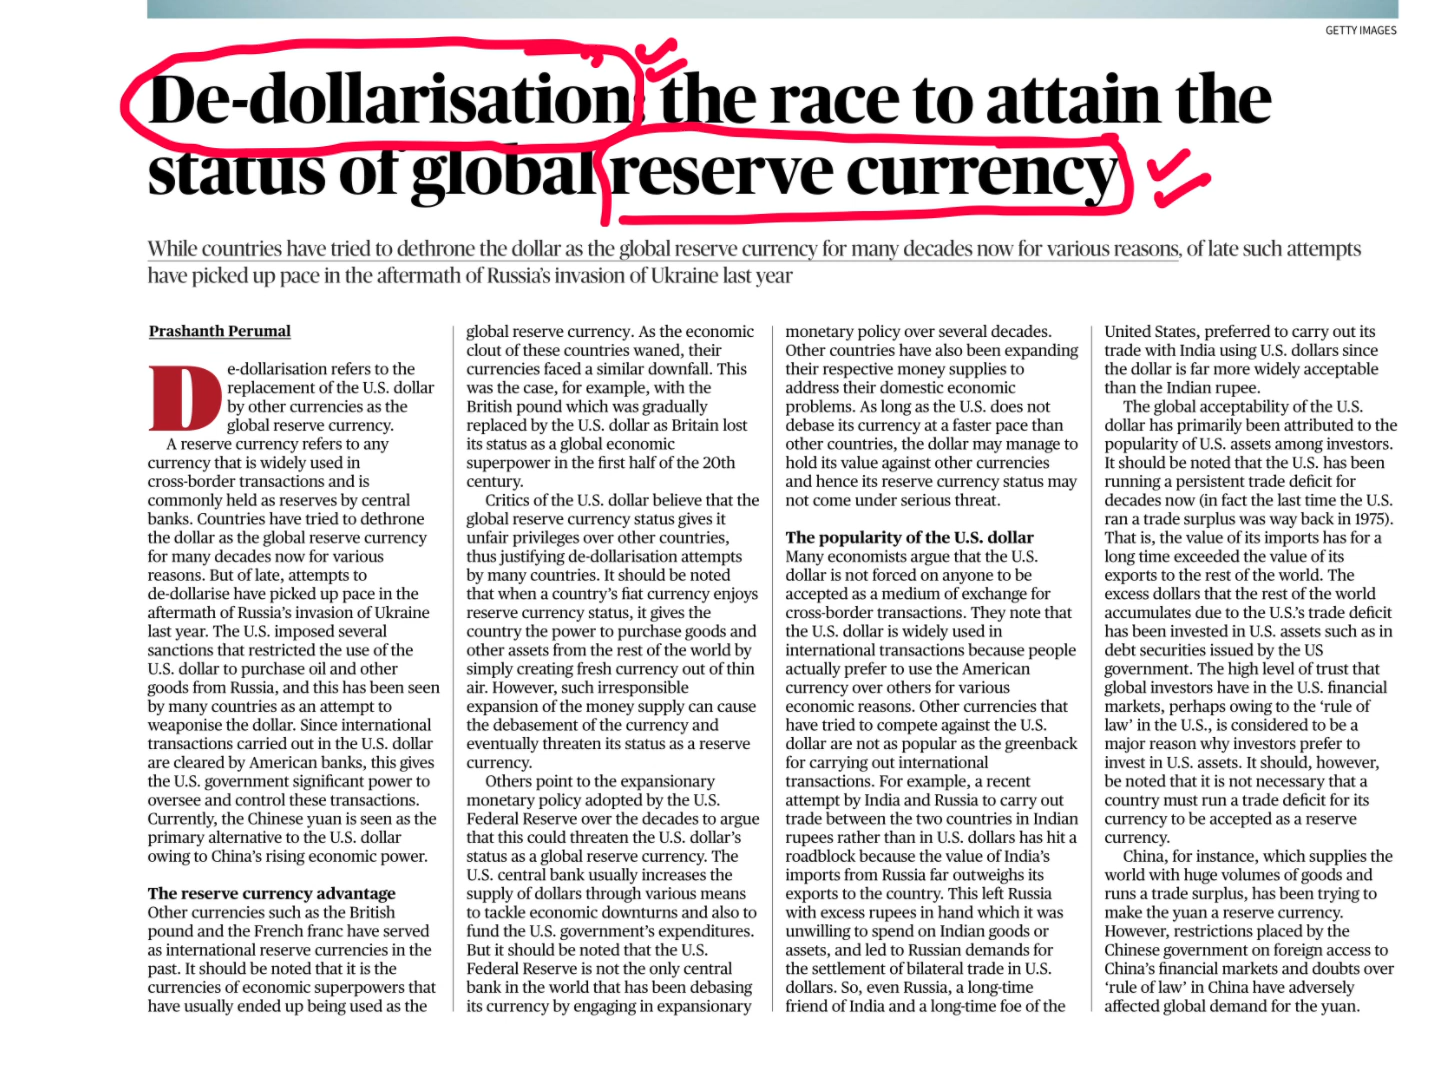 GETTY IMAGES
De-dollarisation: the race to attain the
status of global reserve currency
While countries have tried to dethrone the dollar as the global reserve currency for many decades now for various reasons, of late such attempts
have picked up pace in the aftermath of Russia's invasion of Ukraine last year
Prashanth Perumal
De-dollarisation refers to the
replacement of the U.S. dollar
by other currencies as the
global reserve currency.
A reserve currency refers to any
currency that is widely used in
cross-border transactions and is
commonly held as reserves by central
banks. Countries have tried to dethrone
the dollar as the global reserve currency
for many decades now for various
reasons. But of late, attempts to
de-dollarise have picked up pace in the
aftermath of Russia's invasion of Ukraine
last year. The U.S. imposed several
sanctions that restricted the use of the
U.S. dollar to purchase oil and other
goods from Russia, and this has been seen
by many countries as an attempt to
weaponise the dollar. Since international
transactions carried out in the U.S. dollar
are cleared by American banks, this gives
the U.S. government significant power to
oversee and control these transactions.
Currently, the Chinese yuan is seen as the
primary alternative to the U.S. dollar
owing to China's rising economic power.
The reserve currency advantage
Other currencies such as the British
pound and the French franc have served
as international reserve currencies in the
past. It should be noted that it is the
currencies of economic superpowers that
have usually ended up being used as the
global reserve currency. As the economic
clout of these countries waned, their
currencies faced a similar downfall. This
was the case, for example, with the
British pound which was gradually
replaced by the U.S. dollar as Britain lost
its status as a global economic
superpower in the first half of the 20th
century.
Critics of the U.S. dollar believe that the
global reserve currency status gives it
unfair privileges over other countries,
thus justifying de-dollarisation attempts
by many countries. It should be noted
that when a country's fiat currency enjoys
reserve currency status, it gives the
country the power to purchase goods and
other assets from the rest of the world by
simply creating fresh currency out of thin
air. However, such irresponsible
expansion of the money supply can cause
the debasement of the currency and
eventually threaten its status as a reserve
currency.
Others point to the expansionary
monetary policy adopted by the U.S.
Federal Reserve over the decades to argue
that this could threaten the U.S. dollar's
status as a global reserve currency. The
U.S. central bank usually increases the
supply of dollars through various means
to tackle economic downturns and also to
fund the U.S. government's expenditures.
But it should be noted that the U.S.
Federal Reserve is not the only central
bank in the world that has been debasing
its currency by engaging in expansionary
monetary policy over several decades.
Other countries have also been expanding
their respective money supplies to
address their domestic economic
problems. As long as the U.S. does not
debase its currency at a faster pace than
other countries, the dollar may manage to
hold its value against other currencies
and hence its reserve currency status may
not come under serious threat.
The popularity of the U.S. dollar
Many economists argue that the U.S.
dollar is not forced on anyone to be
accepted as a medium of exchange for
cross-border transactions. They note that
the U.S. dollar is widely used in
international transactions because people
actually prefer to use the American
currency over others for various
economic reasons. Other currencies that
have tried to compete against the U.S.
dollar are not as popular as the greenback
for carrying out international
transactions. For example, a recent
attempt by India and Russia to carry out
trade between the two countries in Indian
rupees rather than in U.S. dollars has hit a
roadblock because the value of India's
imports from Russia far outweighs its
exports to the country. This left Russia
with excess rupees in hand which it was
unwilling to spend on Indian goods or
assets, and led to Russian demands for
the settlement of bilateral trade in U.S.
dollars. So, even Russia, a long-time
friend of India and a long-time foe of the
United States, preferred to carry out its
trade with India using U.S. dollars since
the dollar is far more widely acceptable
than the Indian rupee.
The global acceptability of the U.S.
dollar has primarily been attributed to the
popularity of U.S. assets among investors.
It should be noted that the U.S. has been
running a persistent trade deficit for
decades now (in fact the last time the U.S.
ran a trade surplus was way back in 1975).
That is, the value of its imports has for a
long time exceeded the value of its
exports to the rest of the world. The
excess dollars that the rest of the world
accumulates due to the U.S.'s trade deficit
has been invested in U.S. assets such as in
debt securities issued by the US
government. The high level of trust that
global investors have in the U.S. financial
markets, perhaps owing to the 'rule of
law' in the U.S., is considered to be a
major reason why investors prefer to
invest in U.S. assets. It should, however,
be noted that it is not necessary that a
country must run a trade deficit for its
currency to be accepted as a reserve
currency.
China, for instance, which supplies the
world with huge volumes of goods and
runs a trade surplus, has been trying to
make the yuan a reserve currency.
However, restrictions placed by the
Chinese government on foreign access to
China's financial markets and doubts over
'rule of law' in China have adversely
affected global demand for the yuan.